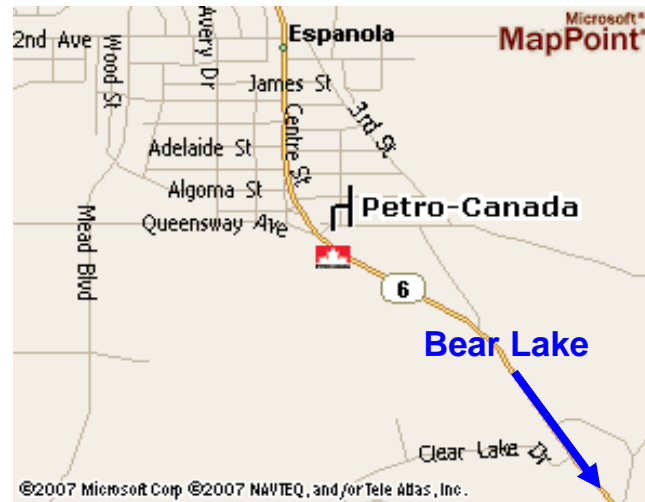 Microsoft®
MapPoint®
2nd Ave
Wood St
Avery Dr
Espanola
James St
3rd St
Centre St
Adelaide St
Algoma St
Queensway Ave
Petro-Canada
Mead Blvd
6
Bear Lake
Clear Lake Dr
©2007 Microsoft Corp ©2007 NAVTEQ, and/or Tele Atlas, Inc.